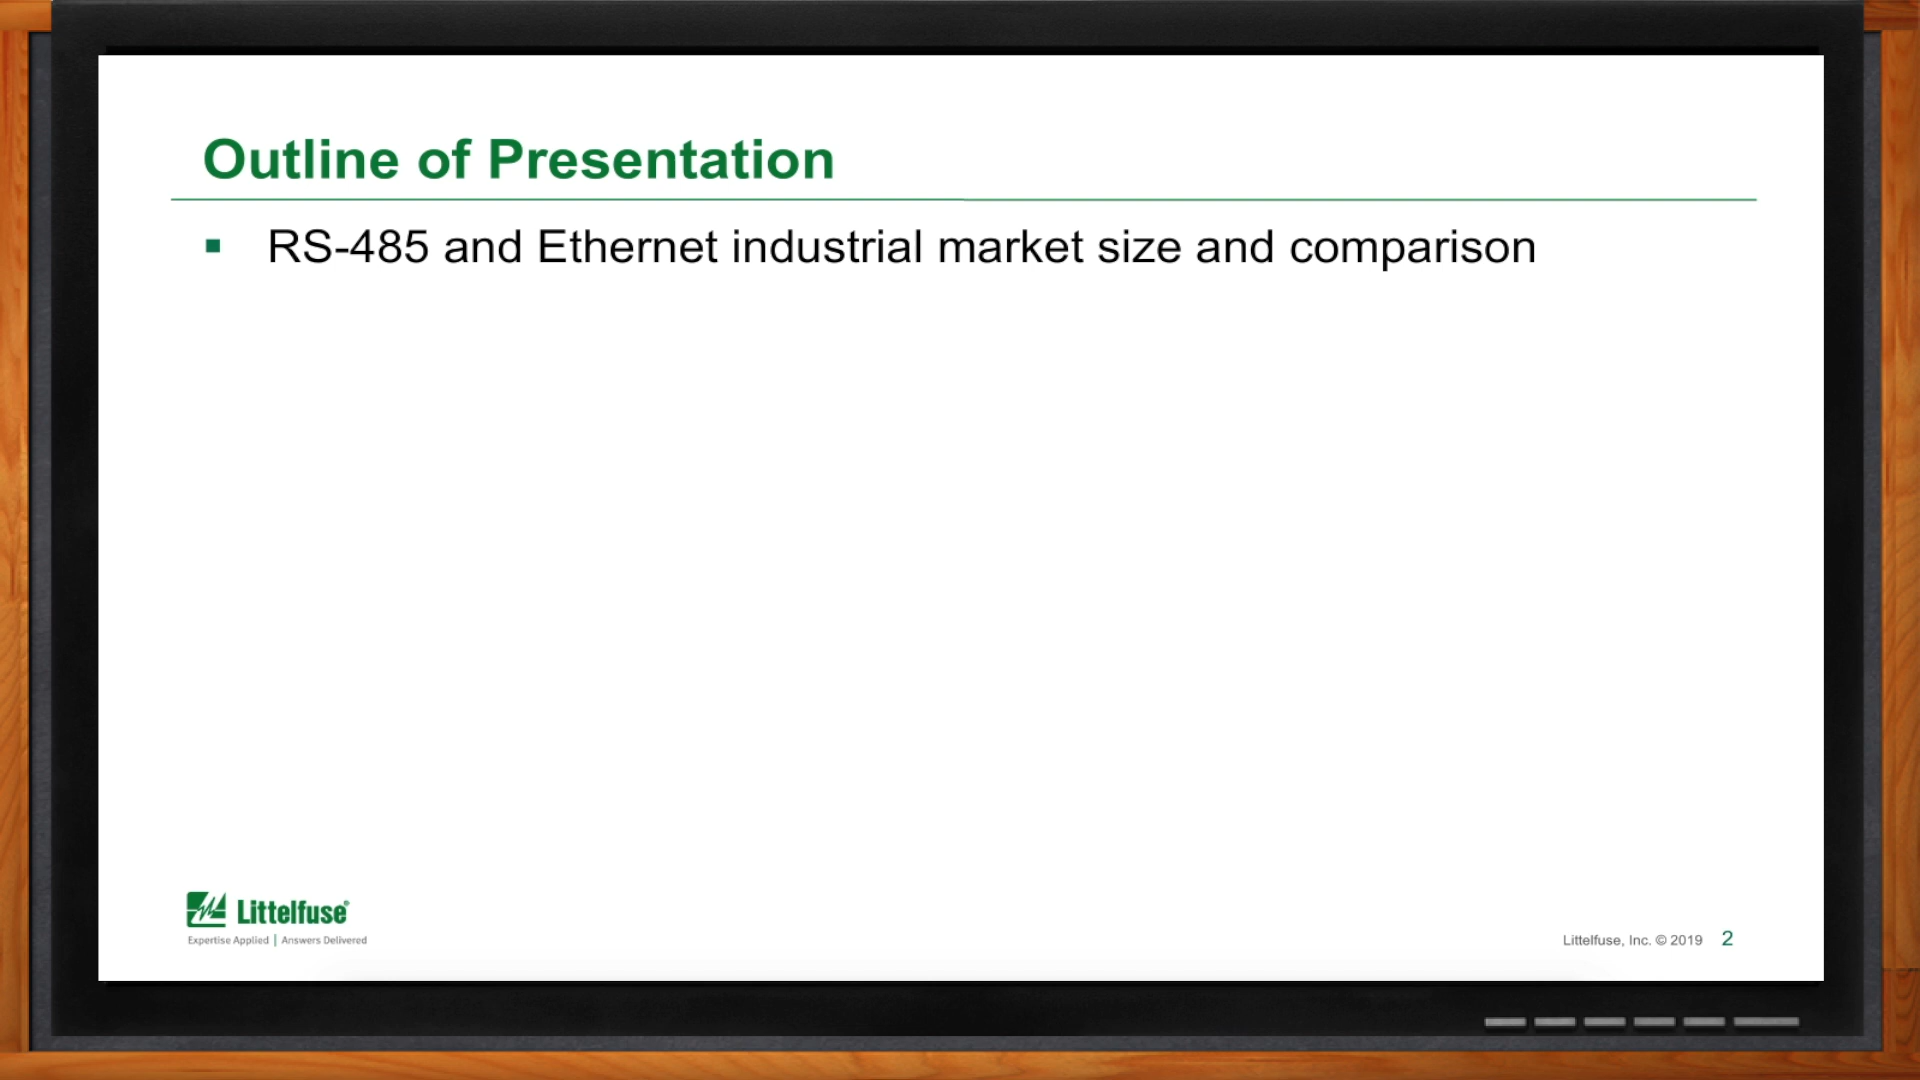 Outline of Presentation
▪ RS-485 and Ethernet industrial market size and comparison
Littelfuse®
Expertise Applied | Answers Delivered
Littelfuse, Inc. © 2019 2